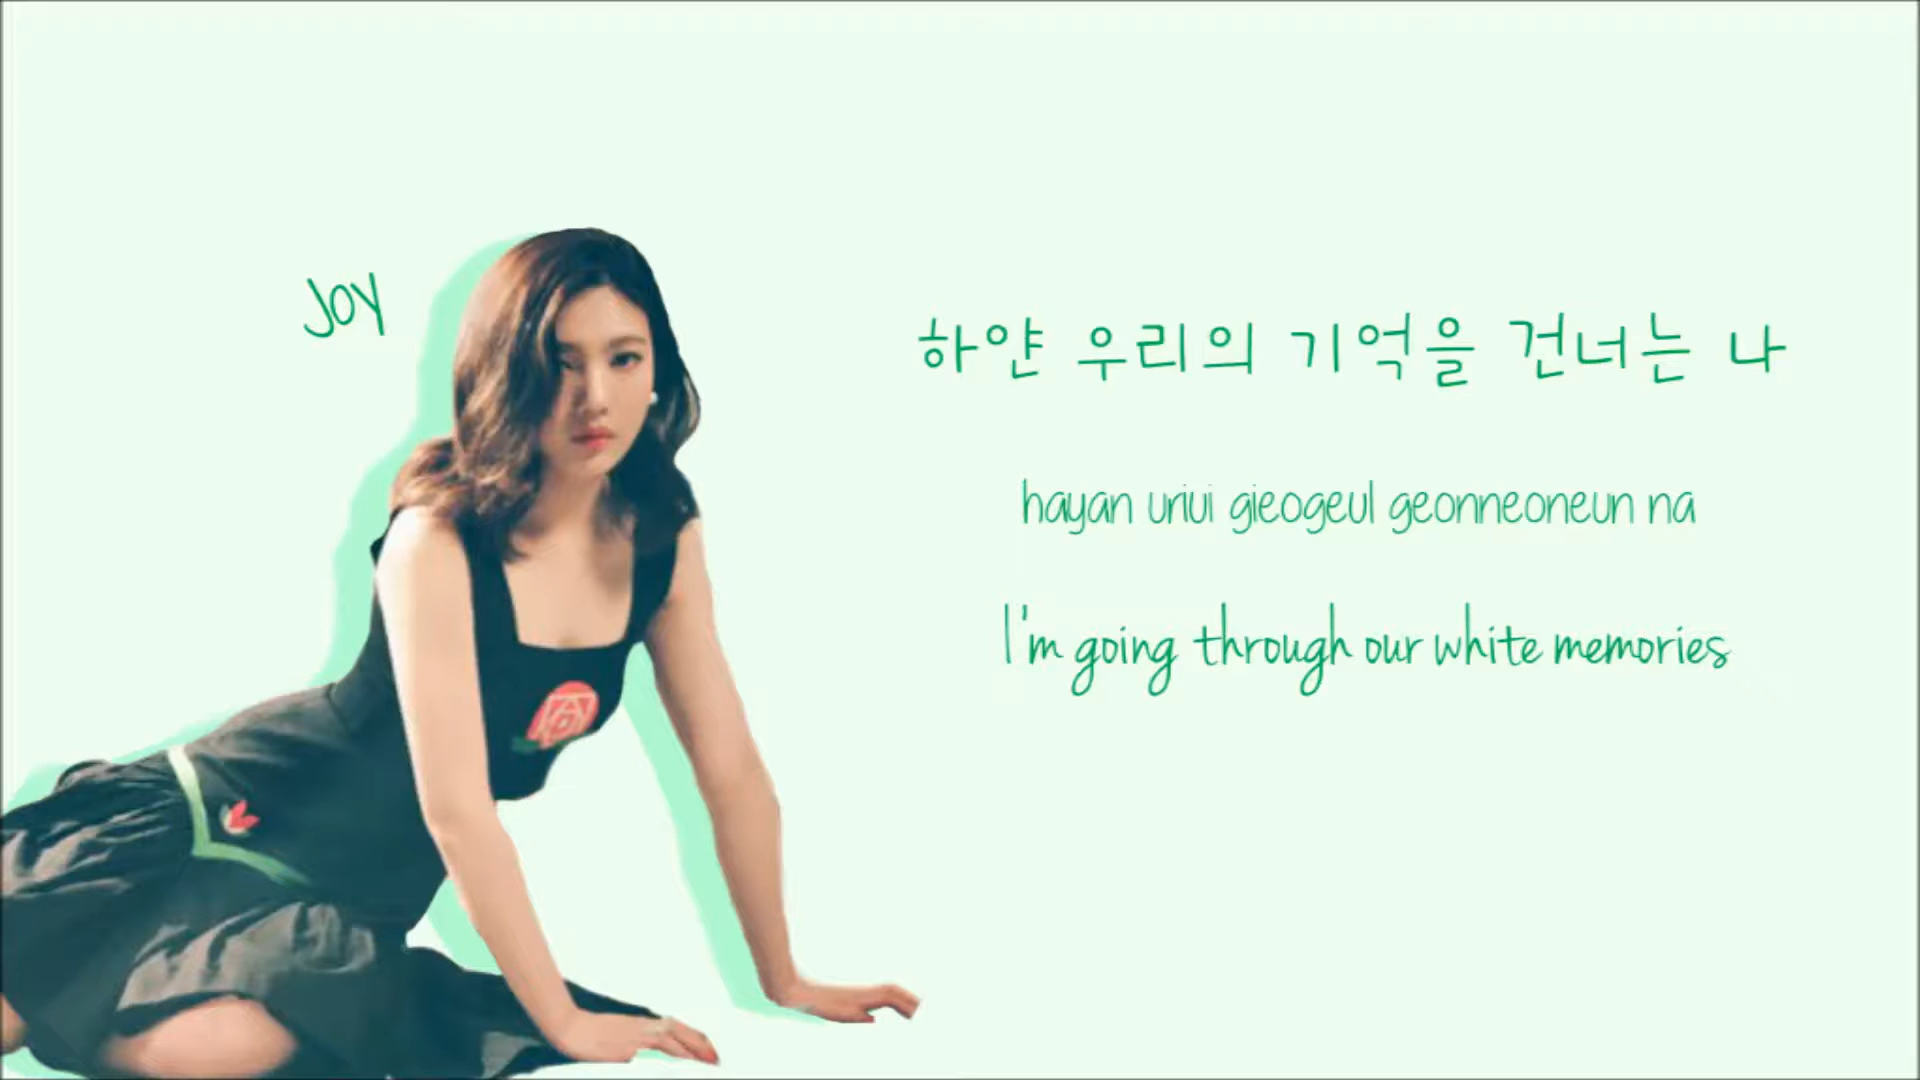 Joy
하얀 우리의 기억을 건너는 나
hayan uriui gieogeul geonneoneun na
I'm going through our white memories